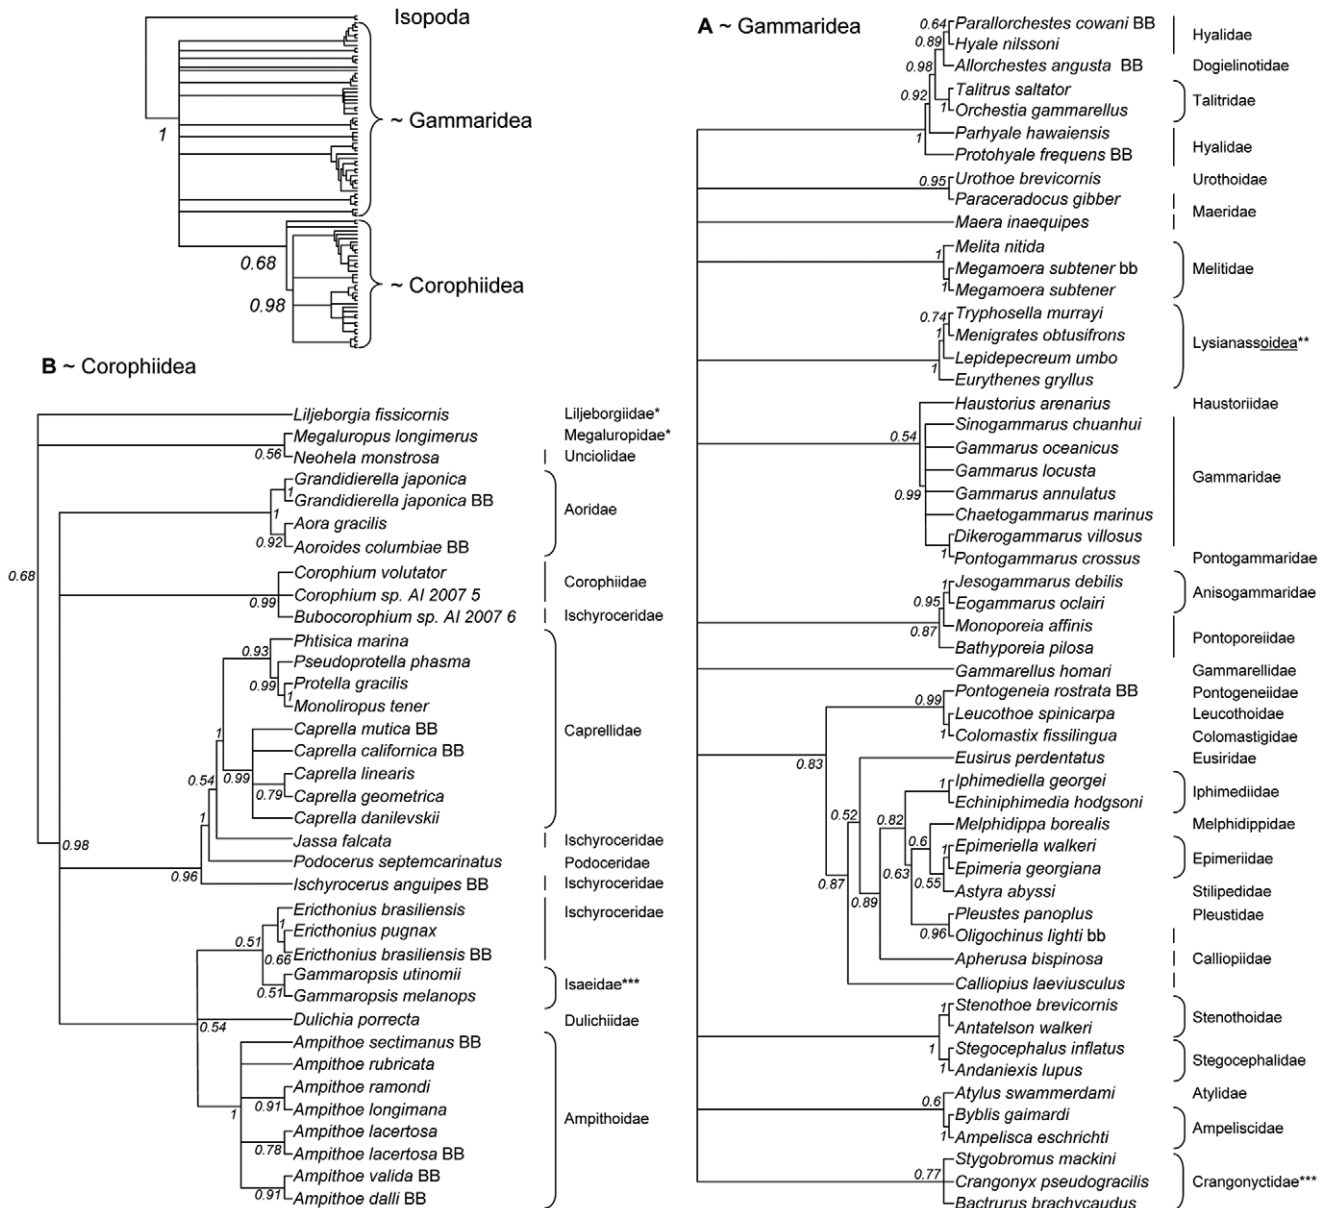 Isopoda
~ Gammaridea
1
0.68
0.98
~ Corophiidea
A ~ Gammaridea
0.64 Parallorchestes cowani BB
0.89 Hyale nilssoni
Hyalidae
0.98 Allorchestes angusta BB Dogielinotidae
0.92 Talitrus saltator
1 Orchestia gammarellus
Talitridae
Parhyale hawaiensis
1 Protohyale frequens BB
Hyalidae
0.95 Urothoe brevicornis Urothoidae
Paraceradocus gibber
Maeridae
Maera inaequipes
1 Melita nitida
Megamoera subtener bb Melitidae
1 Megamoera subtener
0.74 Tryphosella murrayi
1 Menigrates obtusifrons
Lysianassoidea**
Lepidepecreum umbo
1 Eurythenes gryllus
Haustorius arenarius Haustoriidae
0.54 Sinogammarus chuanhui
Gammarus oceanicus
Gammarus locusta
Gammaridae
0.99 Gammarus annulatus
Chaetogammarus marinus
Dikerogammarus villosus
1 Pontogammarus crossus Pontogammaridae
1 Jesogammarus debilis
Anisogammaridae
0.95 Eogammarus oclairi
0.87 Monoporeia affinis
Pontoporeiidae
Bathyporeia pilosa
Gammarellus homari Gammarellidae
0.99 Pontogeneia rostrata BB Pontogeneiidae
Leucothoe spinicarpa Leucothoidae
1 Colomastix fissilingua Colomastigidae
0.83
Eusirus perdentatus Eusiridae
1 Iphimediella georgei
Iphimediidae
Echiniphimedia hodgsoni
0.52
0.82 Melphidippa borealis Melphidippidae
0.6
1 Epimeriella walkeri
Epimeriidae
Epimeria georgiana
0.87 0.63 0.55 Astyra abyssi Stilipedidae
0.89
Pleustes panoplus Pleustidae
0.96 Oligochinus lighti bb
Apherusa bispinosa Calliopiidae
Calliopius laeviusculus
1 Stenothoe brevicornis
Stenothoidae
Antatelson walkeri
1 Stegocephalus inflatus
Stegocephalidae
1 Andaniexis lupus
0.6 Atylus swammerdami Atylidae
Byblis gaimardi
Ampeliscidae
1 Ampelisca eschrichti
Stygobromus mackini
0.77 Crangonyx pseudogracilis Crangonyctidae***
Bactrurus brachycaudus
B ~ Corophiidea
Liljeborgia fissicornis Liljeborgiidae*
Megaluropus longimerus Megaluropidae*
0.56 Neohela monstrosa Unciolidae
Grandidierella japonica
1 Grandidierella japonica BB
Aoridae
1 Aora gracilis
0.92 Aoroides columbiae BB
0.68
Corophium volutator
Corophiidae
0.99 Corophium sp. AI 2007 5
Bubocorophium sp. AI 2007 6 Ischyroceridae
0.93 Phtisica marina
Pseudoprotella phasma
0.99 Protella gracilis
1 Monoliropus tener
1 Caprella mutica BB Caprellidae
Caprella californica BB
0.54 0.99 Caprella linearis
0.79 Caprella geometrica
1 Caprella danilevskii
Jassa falcata Ischyroceridae
0.98 Podocerus septemcarinatus Podoceridae
0.96 Ischyrocerus anguipes BB Ischyroceridae
Ericthonius brasiliensis Ischyroceridae
1 Ericthonius pugnax
0.51
0.66 Ericthonius brasiliensis BB
Gammaropsis utinomii
Isaeidae***
0.51 Gammaropsis melanops
0.54 Dulichia porrecta Dulichiidae
Ampithoe sectimanus BB
Ampithoe rubricata
Ampithoe ramondi
1 0.91 Ampithoe longimana Ampithoidae
Ampithoe lacertosa
0.78 Ampithoe lacertosa BB
Ampithoe valida BB
0.91 Ampithoe dalli BB